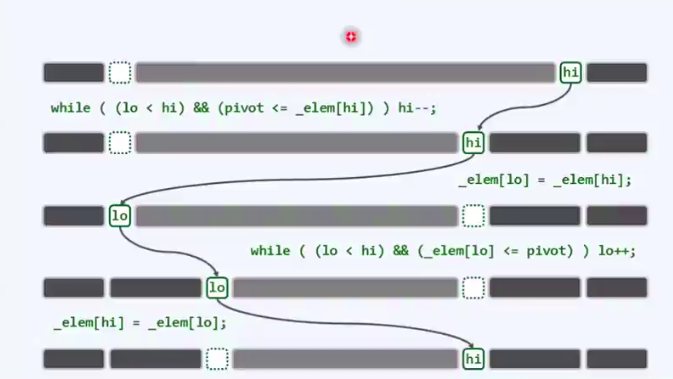 hi
while ( (lo < hi) && (pivot <= _elem[hi]) ) hi--;
hi
_elem[lo] = _elem[hi];
lo
while ( (lo < hi) && (_elem[lo] <= pivot) ) lo++;
lo
_elem[hi] = _elem[lo];
hi